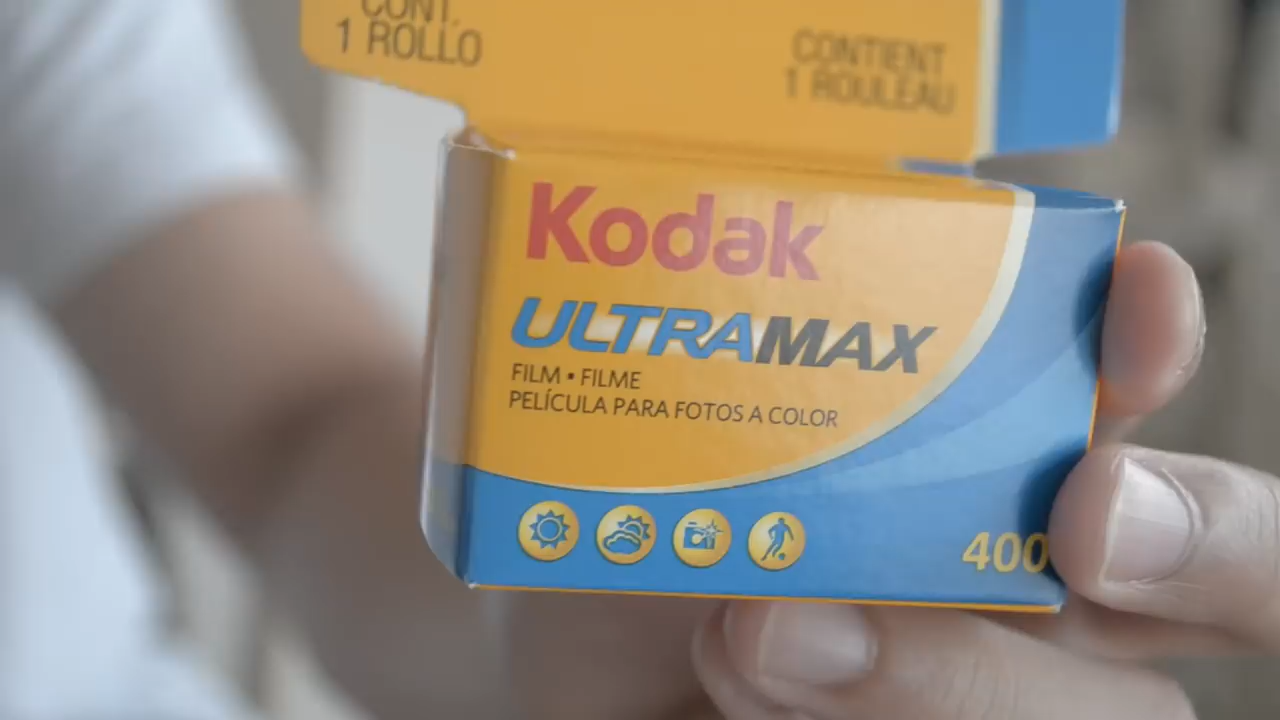 CONT.
1 ROLLO
CONTIENT
1 ROULEAU
Kodak
ULTRAMAX
FILM ▪ FILME
PELÍCULA PARA FOTOS A COLOR
400